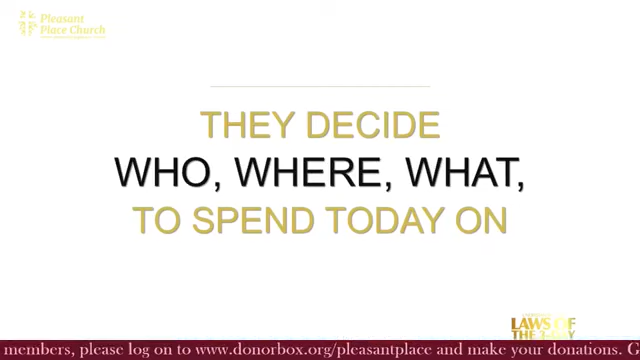 Pleasant
Place Church
THEY DECIDE
WHO, WHERE, WHAT,
TO SPEND TODAY ON
LAWS OF
members, please log on to www.donorbox.org/pleasantplace and make your donations. G